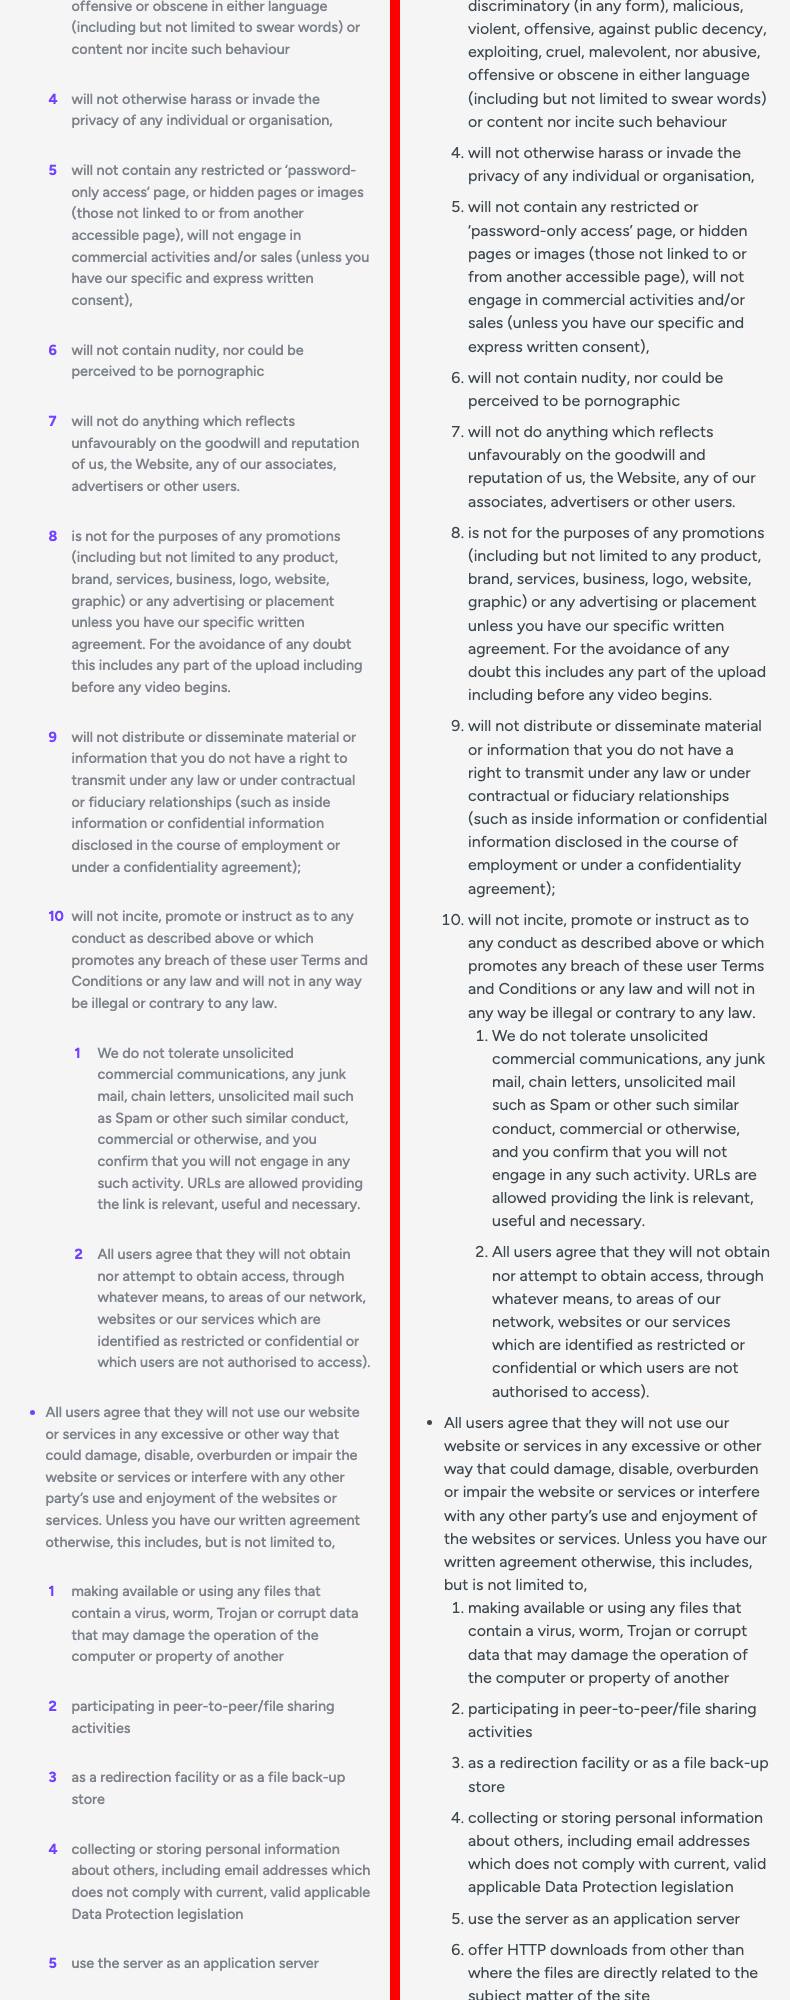 offensive or obscene in either language
(including but not limited to swear words) or
content nor incite such behaviour
4 will not otherwise harass or invade the
privacy of any individual or organisation,
5 will not contain any restricted or ‘password-
only access’ page, or hidden pages or images
(those not linked to or from another
accessible page), will not engage in
commercial activities and/or sales (unless you
have our specific and express written
consent),
6 will not contain nudity, nor could be
perceived to be pornographic
7 will not do anything which reflects
unfavourably on the goodwill and reputation
of us, the Website, any of our associates,
advertisers or other users.
8 is not for the purposes of any promotions
(including but not limited to any product,
brand, services, business, logo, website,
graphic) or any advertising or placement
unless you have our specific written
agreement. For the avoidance of any doubt
this includes any part of the upload including
before any video begins.
9 will not distribute or disseminate material or
information that you do not have a right to
transmit under any law or under contractual
or fiduciary relationships (such as inside
information or confidential information
disclosed in the course of employment or
under a confidentiality agreement);
10 will not incite, promote or instruct as to any
conduct as described above or which
promotes any breach of these user Terms and
Conditions or any law and will not in any way
be illegal or contrary to any law.
1 We do not tolerate unsolicited
commercial communications, any junk
mail, chain letters, unsolicited mail such
as Spam or other such similar conduct,
commercial or otherwise, and you
confirm that you will not engage in any
such activity. URLs are allowed providing
the link is relevant, useful and necessary.
2 All users agree that they will not obtain
nor attempt to obtain access, through
whatever means, to areas of our network,
websites or our services which are
identified as restricted or confidential or
which users are not authorised to access).
• All users agree that they will not use our website
or services in any excessive or other way that
could damage, disable, overburden or impair the
website or services or interfere with any other
party’s use and enjoyment of the websites or
services. Unless you have our written agreement
otherwise, this includes, but is not limited to,
1 making available or using any files that
contain a virus, worm, Trojan or corrupt data
that may damage the operation of the
computer or property of another
2 participating in peer-to-peer/file sharing
activities
3 as a redirection facility or as a file back-up
store
4 collecting or storing personal information
about others, including email addresses which
does not comply with current, valid applicable
Data Protection legislation
5 use the server as an application server
discriminatory (in any form), malicious,
violent, offensive, against public decency,
exploiting, cruel, malevolent, nor abusive,
offensive or obscene in either language
(including but not limited to swear words)
or content nor incite such behaviour
4. will not otherwise harass or invade the
privacy of any individual or organisation,
5. will not contain any restricted or
‘password-only access’ page, or hidden
pages or images (those not linked to or
from another accessible page), will not
engage in commercial activities and/or
sales (unless you have our specific and
express written consent),
6. will not contain nudity, nor could be
perceived to be pornographic
7. will not do anything which reflects
unfavourably on the goodwill and
reputation of us, the Website, any of our
associates, advertisers or other users.
8. is not for the purposes of any promotions
(including but not limited to any product,
brand, services, business, logo, website,
graphic) or any advertising or placement
unless you have our specific written
agreement. For the avoidance of any
doubt this includes any part of the upload
including before any video begins.
9. will not distribute or disseminate material
or information that you do not have a
right to transmit under any law or under
contractual or fiduciary relationships
(such as inside information or confidential
information disclosed in the course of
employment or under a confidentiality
agreement);
10. will not incite, promote or instruct as to
any conduct as described above or which
promotes any breach of these user Terms
and Conditions or any law and will not in
any way be illegal or contrary to any law.
1. We do not tolerate unsolicited
commercial communications, any junk
mail, chain letters, unsolicited mail
such as Spam or other such similar
conduct, commercial or otherwise,
and you confirm that you will not
engage in any such activity. URLs are
allowed providing the link is relevant,
useful and necessary.
2. All users agree that they will not obtain
nor attempt to obtain access, through
whatever means, to areas of our
network, websites or our services
which are identified as restricted or
confidential or which users are not
authorised to access).
• All users agree that they will not use our
website or services in any excessive or other
way that could damage, disable, overburden
or impair the website or services or interfere
with any other party’s use and enjoyment of
the websites or services. Unless you have our
written agreement otherwise, this includes,
but is not limited to,
1. making available or using any files that
contain a virus, worm, Trojan or corrupt
data that may damage the operation of
the computer or property of another
2. participating in peer-to-peer/file sharing
activities
3. as a redirection facility or as a file back-up
store
4. collecting or storing personal information
about others, including email addresses
which does not comply with current, valid
applicable Data Protection legislation
5. use the server as an application server
6. offer HTTP downloads from other than
where the files are directly related to the
subject matter of the site